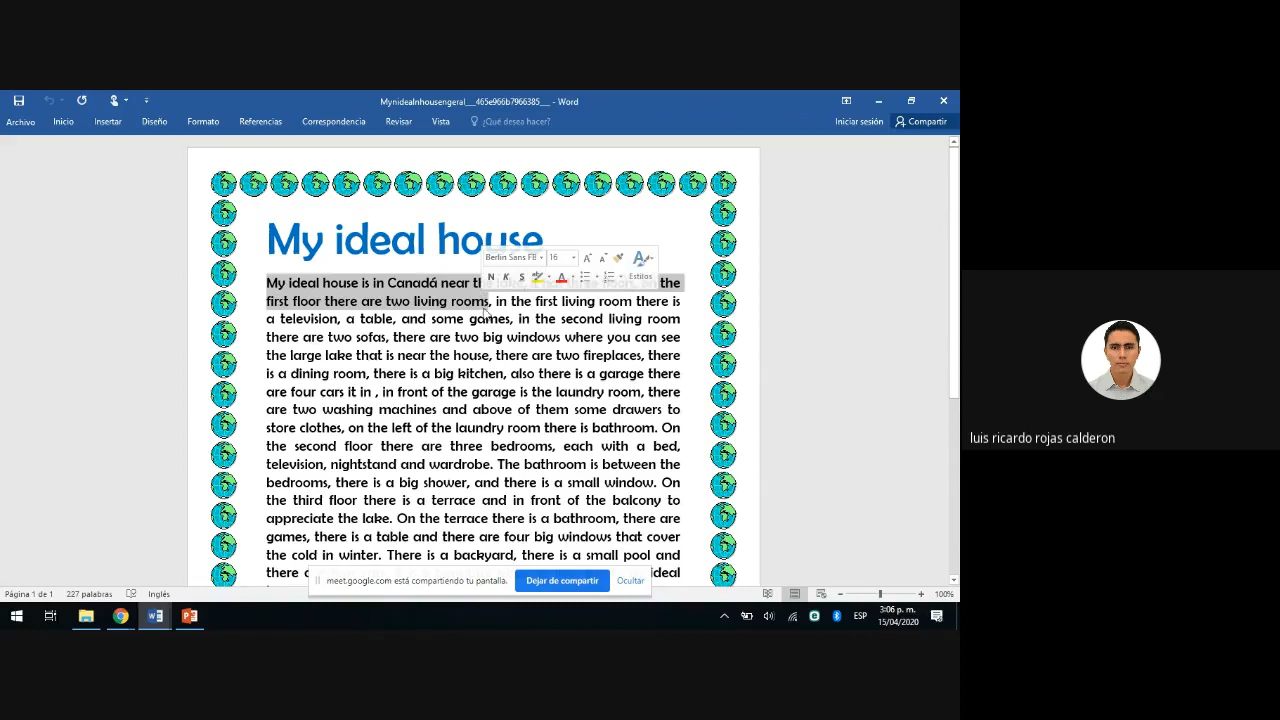 MynidealnhousengeraI___465e966b7966385___ - Word
Archivo Inicio Insertar Diseño Formato Referencias Correspondencia Revisar Vista ¿Qué desea hacer? Iniciar sesión Compartir
My ideal house
Berlin Sans FB 16
N K S Estilos
My ideal house is in Canadá near the
first floor there are two living rooms, in the first living room there is
a television, a table, and some games, in the second living room
there are two sofas, there are two big windows where you can see
the large lake that is near the house, there are two fireplaces, there
is a dining room, there is a big kitchen, also there is a garage there
are four cars it in , in front of the garage is the laundry room, there
are two washing machines and above of them some drawers to
store clothes, on the left of the laundry room there is bathroom. On
the second floor there are three bedrooms, each with a bed,
television, nightstand and wardrobe. The bathroom is between the
bedrooms, there is a big shower, and there is a small window. On
the third floor there is a terrace and in front of the balcony to
appreciate the lake. On the terrace there is a bathroom, there are
games, there is a table and there are four big windows that cover
the cold in winter. There is a backyard, there is a small pool and
there ideal
meet.google.com está compartiendo tu pantalla. Dejar de compartir Ocultar
Página 1 de 1 227 palabras Inglés 100%
ESP 3:06 p. m.
15/04/2020
luis ricardo rojas calderon